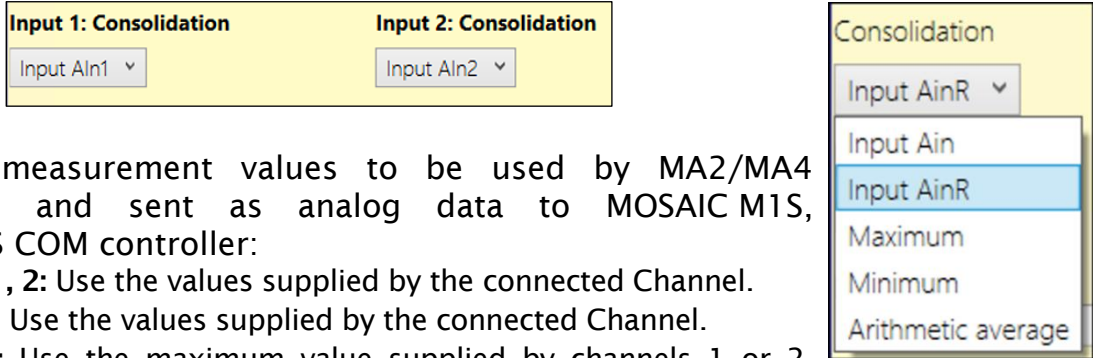 Input 1: Consolidation
Input 2: Consolidation
Input AIn1
Input AIn2
measurement values to be used by MA2/MA4
and sent as analog data to MOSAIC M1S,
COM controller:
, 2: Use the values supplied by the connected Channel.
Use the values supplied by the connected Channel.
: Use the maximum value supplied by channels 1 or 2.
Consolidation
Input AinR
Input Ain
Input AinR
Maximum
Minimum
Arithmetic average